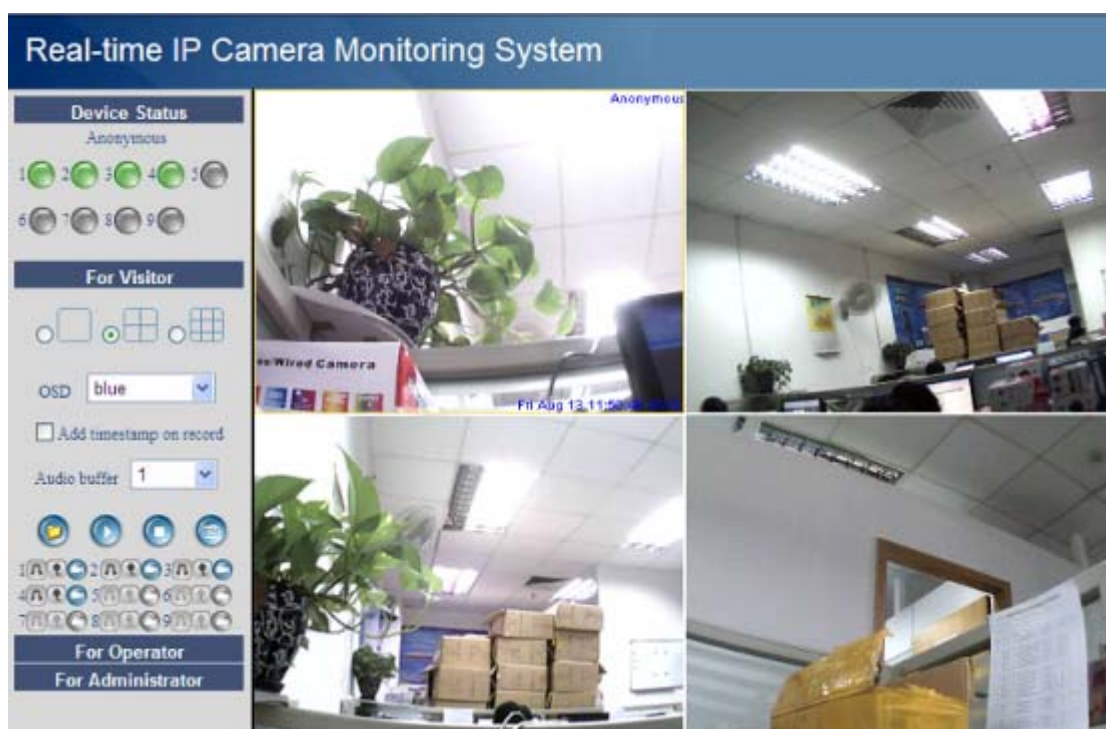 Real-time IP Camera Monitoring System
Device Status
Anonymous
1 2 3 4 5
6 7 8 9
For Visitor
OSD blue
Add timestamp on record
Audio buffer 1
1 2 3
4 5 6
7 8 9
For Operator
For Administrator
Anonymous
Wired Camera
Fri Aug 13